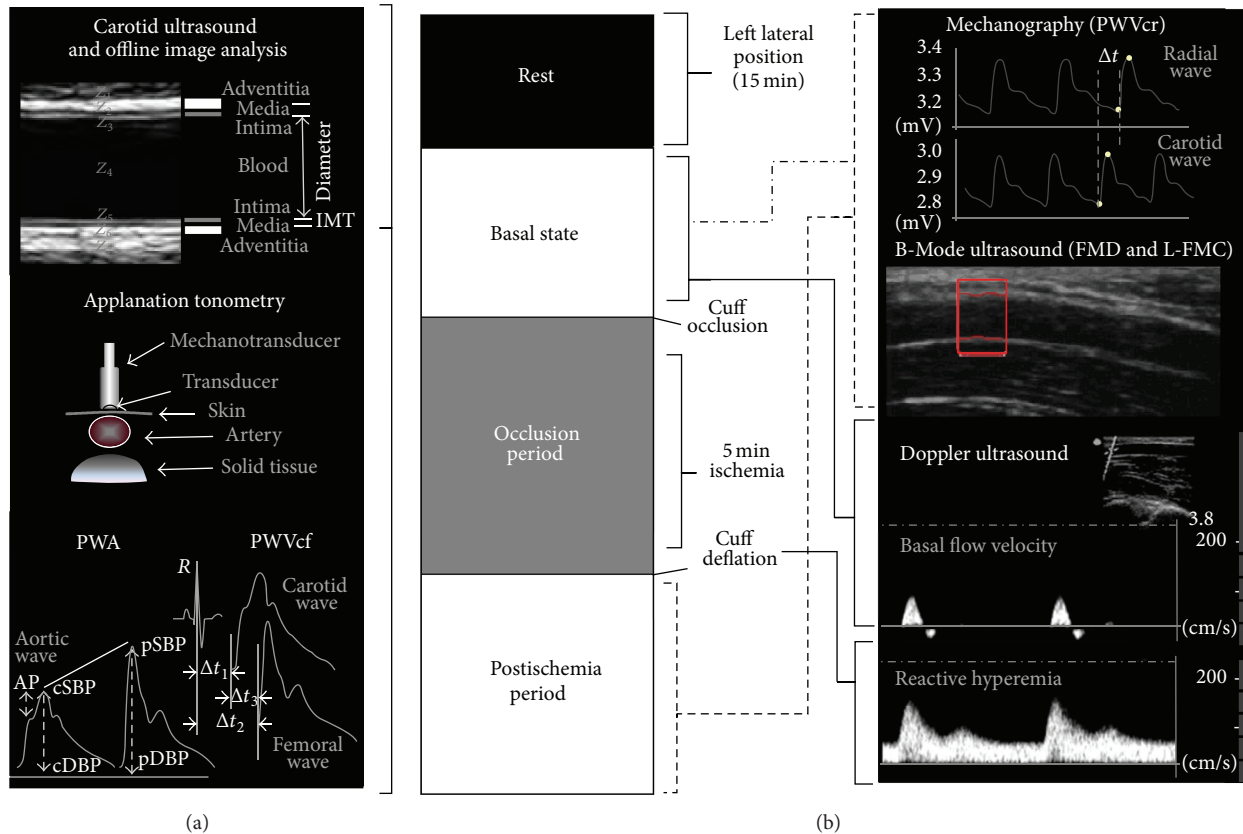 Carotid ultrasound
and offline image analysis
Z3
Z4
Z5
Adventitia
Media
Intima
Blood
Diameter
Intima
Media
IMT
Adventitia
Applanation tonometry
Mechanotransducer
Transducer
Skin
Artery
Solid tissue
PWA
PWVcf
R
Carotid
wave
Aortic
wave
pSBP
AP
cSBP
Δt1
Δt3
Δt2
Femoral
wave
cDBP
pDBP
(a)
Rest
Left lateral
position
(15 min)
Basal state
Cuff
occlusion
Occlusion
period
5 min
ischemia
Cuff
deflation
Postischemia
period
Mechanography (PWVcr)
3.4
3.3
3.2
(mV)
Δt
Radial
wave
3.0
2.9
2.8
(mV)
Carotid
wave
B-Mode ultrasound (FMD and L-FMC)
Doppler ultrasound
3.8
Basal flow velocity
200
(cm/s)
Reactive hyperemia
200
(cm/s)
(b)